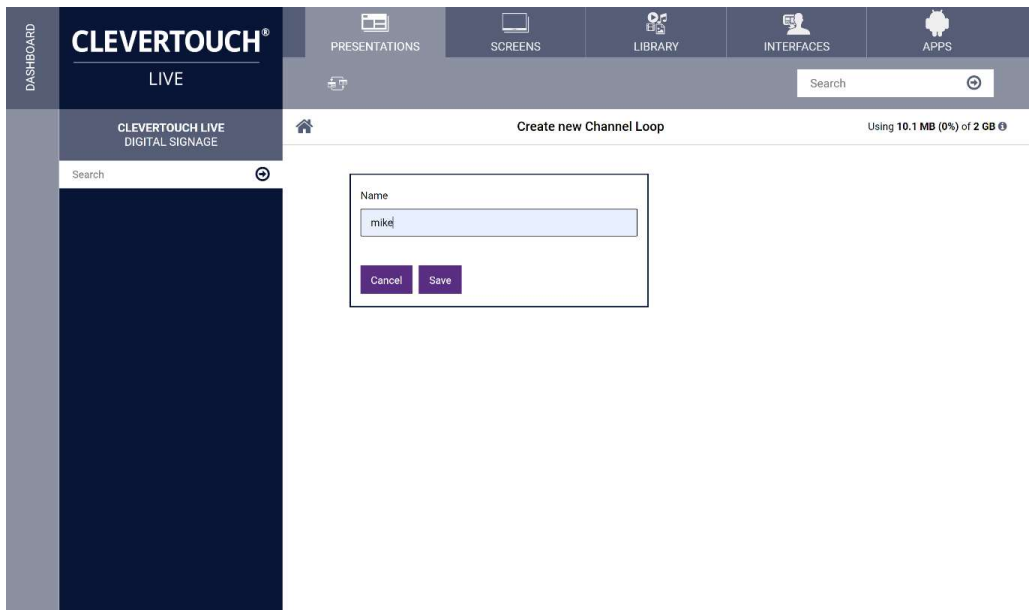 DASHBOARD
CLEVERTOUCH®
LIVE
PRESENTATIONS
SCREENS
LIBRARY
INTERFACES
APPS
Search
CLEVERTOUCH LIVE
DIGITAL SIGNAGE
Create new Channel Loop
Using 10.1 MB (0%) of 2 GB
Search
Name
mike
Cancel
Save